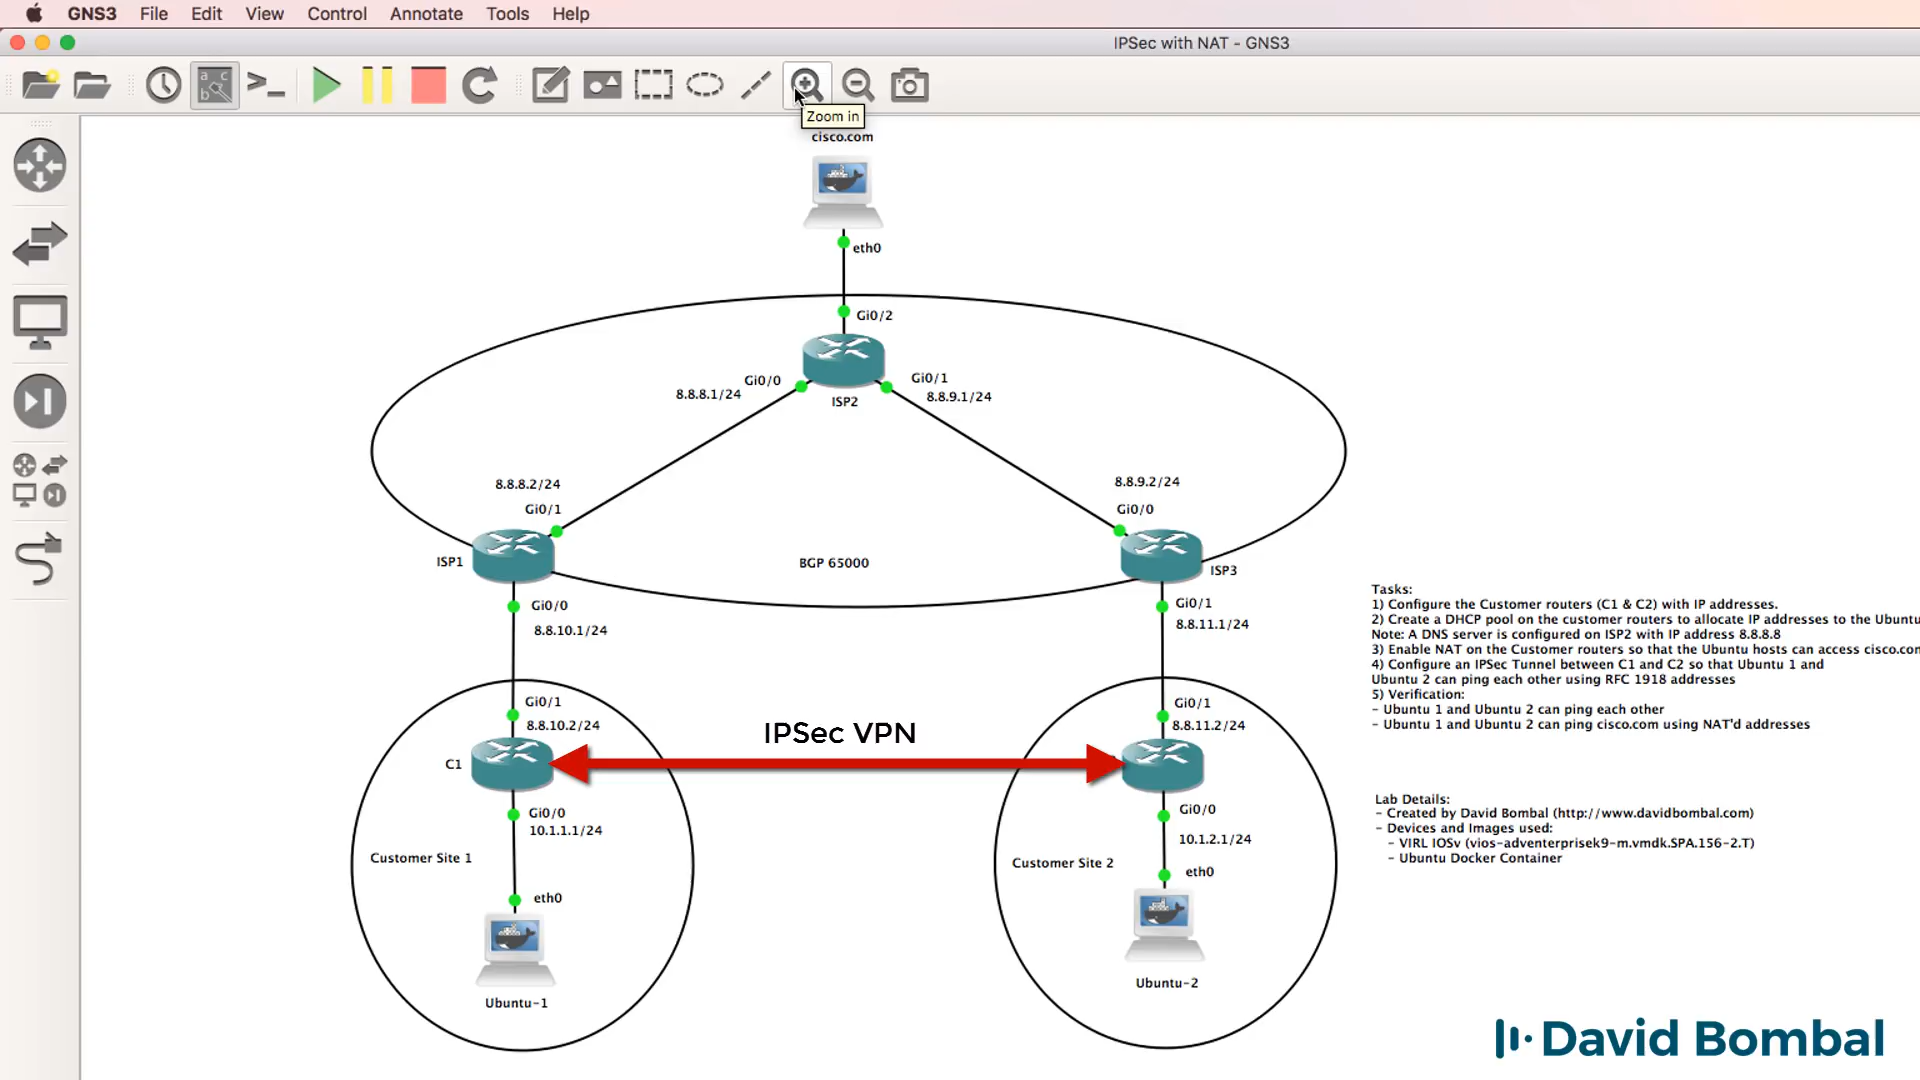 GNS3 File Edit View Control Annotate Tools Help
IPSec with NAT - GNS3
Zoom in
cisco.com
eth0
Gi0/2
Gi0/0
Gi0/1
8.8.8.1/24
8.8.9.1/24
ISP2
8.8.8.2/24
8.8.9.2/24
Gi0/1
Gi0/0
ISP1
BGP 65000
ISP3
Gi0/0
Gi0/1
8.8.10.1/24
8.8.11.1/24
Tasks:
1) Configure the Customer routers (C1 & C2) with IP addresses.
2) Create a DHCP pool on the customer routers to allocate IP addresses to the Ubuntu
Note: A DNS server is configured on ISP2 with IP address 8.8.8.8
3) Enable NAT on the Customer routers so that the Ubuntu hosts can access cisco.com
4) Configure an IPSec Tunnel between C1 and C2 so that Ubuntu 1 and
Ubuntu 2 can ping each other using RFC 1918 addresses
5) Verification:
- Ubuntu 1 and Ubuntu 2 can ping each other
- Ubuntu 1 and Ubuntu 2 can ping cisco.com using NAT'd addresses
Gi0/1
Gi0/1
8.8.10.2/24
8.8.11.2/24
IPSec VPN
C1
Gi0/0
Gi0/0
10.1.1.1/24
10.1.2.1/24
Customer Site 1
Customer Site 2
eth0
eth0
Ubuntu-1
Ubuntu-2
Lab Details:
- Created by David Bombal (http://www.davidbombal.com)
- Devices and Images used:
- VIRL IOSv (vios-adventerprisek9-m.vmdk.SPA.156-2.T)
- Ubuntu Docker Container
David Bombal